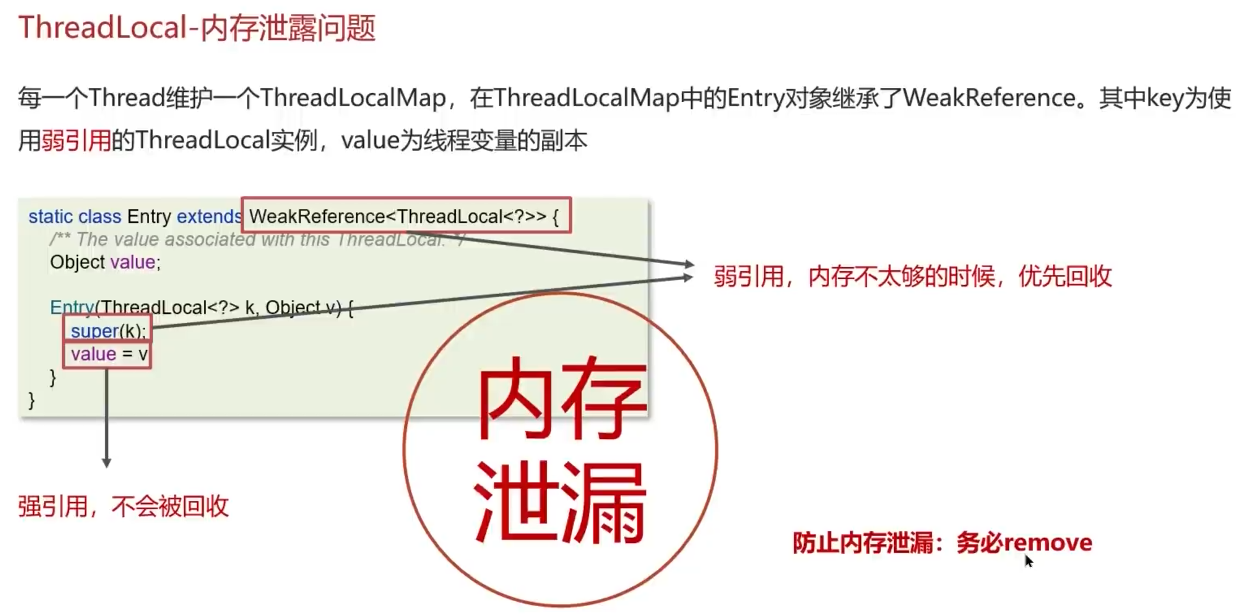 ThreadLocal-内存泄露问题
每一个Thread维护一个ThreadLocalMap，在ThreadLocalMap中的Entry对象继承了WeakReference。其中key为使
用弱引用的ThreadLocal实例，value为线程变量的副本
static class Entry extends WeakReference<ThreadLocal<?>> {
/** The value associated with this ThreadLocal. */
Object value;
Entry(ThreadLocal<?> k, Object v) {
super(k);
value = v
}
}
弱引用，内存不太够的时候，优先回收
内存
泄漏
强引用，不会被回收
防止内存泄漏：务必remove